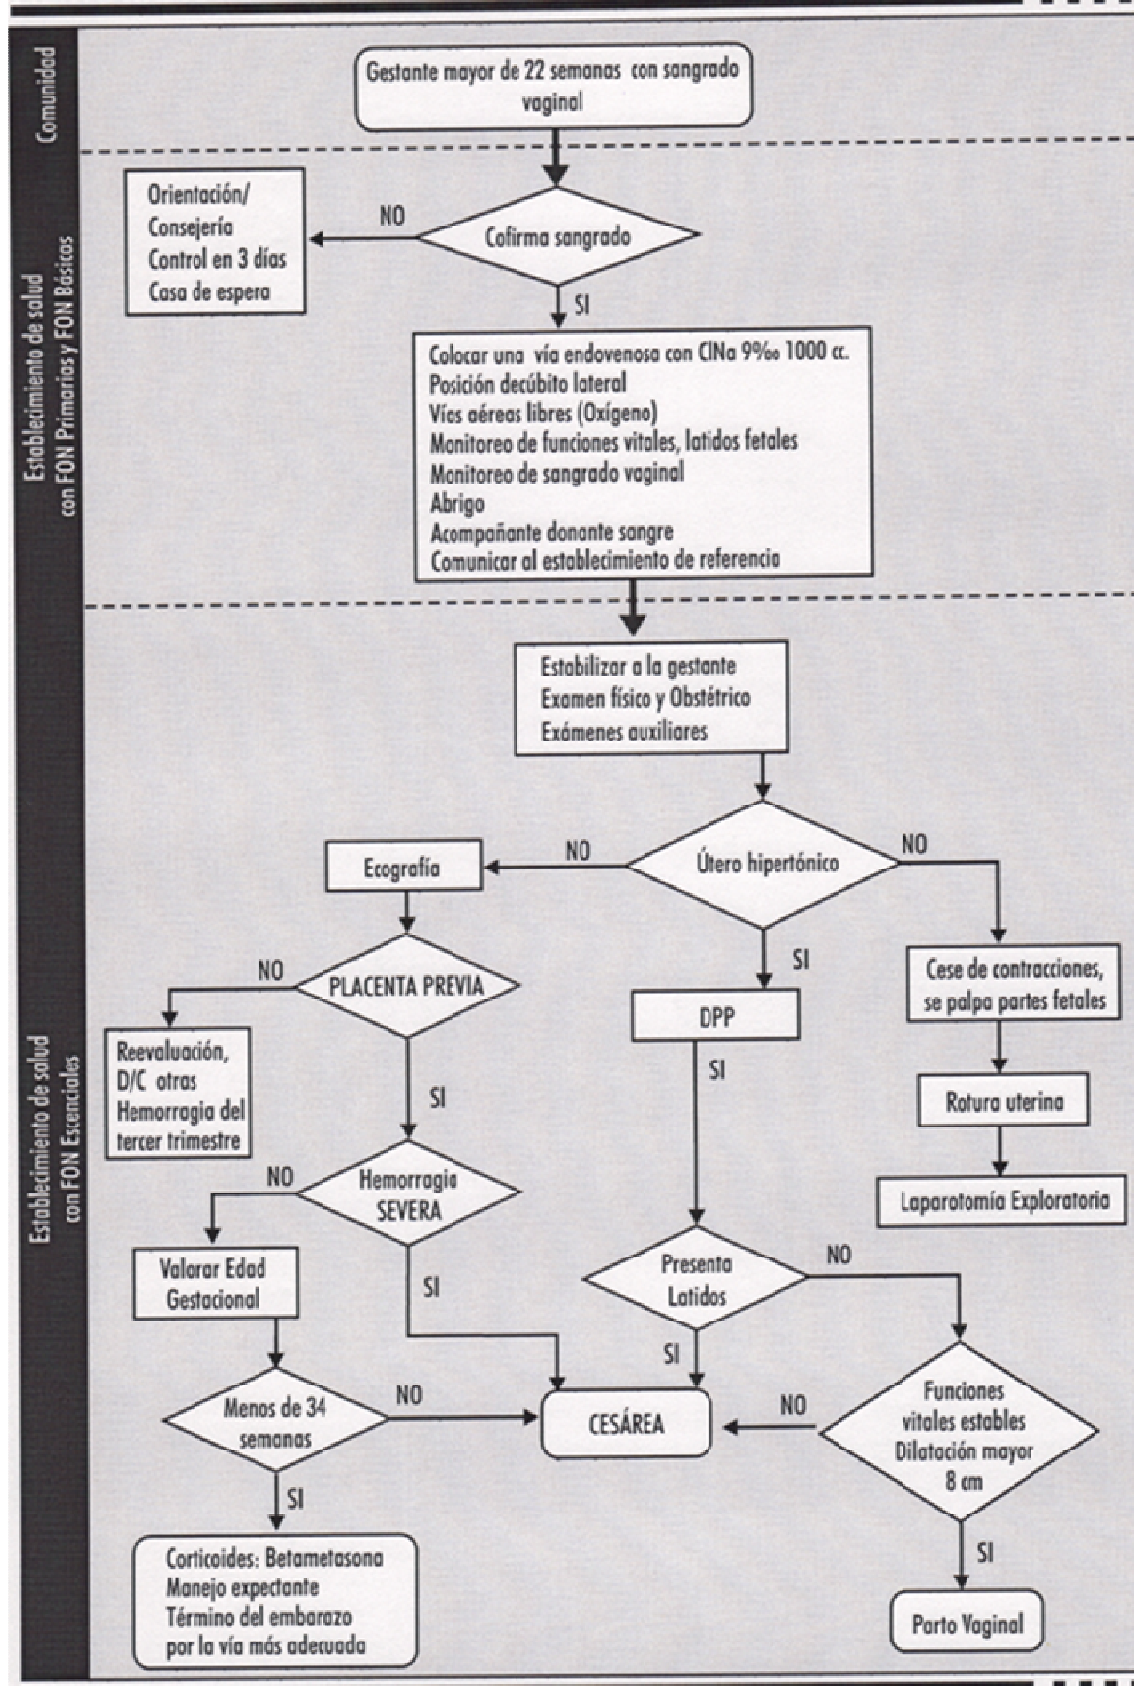 Comunidad
Gestante mayor de 22 semanas con sangrado
vaginal
Establecimiento de salud
con FON Primarias y FON Básicos
Orientación/
Consejería
Control en 3 días
Casa de espera
NO
Cofirma sangrado
SI
Colocar una vía endovenosa con ClNa 9‰ 1000 cc.
Posición decúbito lateral
Vías aéreas libres (Oxígeno)
Monitoreo de funciones vitales, latidos fetales
Monitoreo de sangrado vaginal
Abrigo
Acompañante donante sangre
Comunicar al establecimiento de referencia
Establecimiento de salud
con FON Escenciales
Estabilizar a la gestante
Examen físico y Obstétrico
Exámenes auxiliares
Ecografía
NO
Útero hipertónico
NO
SI
NO
PLACENTA PREVIA
DPP
Cese de contracciones,
se palpa partes fetales
Reevaluación,
D/C otras
Hemorragia del
tercer trimestre
SI
SI
Rotura uterina
NO
Hemorragia
SEVERA
Laparotomía Exploratoria
Valorar Edad
Gestacional
SI
Presenta
Latidos
NO
SI
Menos de 34
semanas
NO
CESÁREA
NO
Funciones
vitales estables
Dilatación mayor
8 cm
SI
SI
Corticoides: Betametasona
Manejo expectante
Término del embarazo
por la vía más adecuada
Parto Vaginal